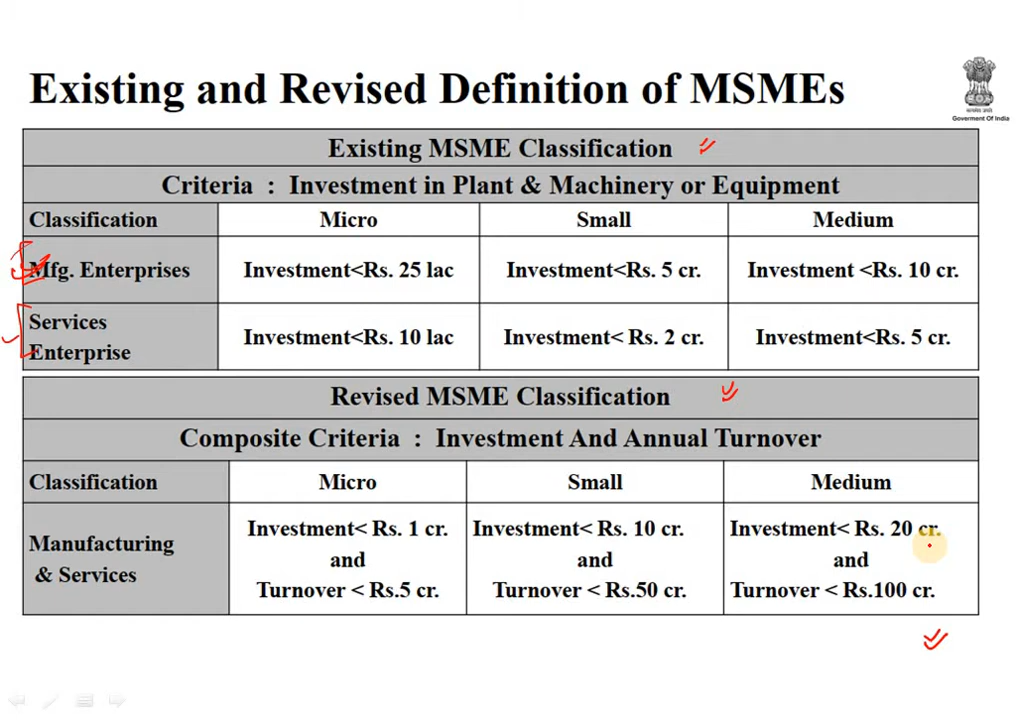 Existing and Revised Definition of MSMEs
Goverment Of India
Existing MSME Classification
Criteria : Investment in Plant & Machinery or Equipment
Classification Micro Small Medium
Mfg. Enterprises Investment<Rs. 25 lac Investment<Rs. 5 cr. Investment <Rs. 10 cr.
Services
Enterprise Investment<Rs. 10 lac Investment< Rs. 2 cr. Investment<Rs. 5 cr.
Revised MSME Classification
Composite Criteria : Investment And Annual Turnover
Classification Micro Small Medium
Manufacturing
& Services
Investment< Rs. 1 cr.
and
Turnover < Rs.5 cr.
Investment< Rs. 10 cr.
and
Turnover < Rs.50 cr.
Investment< Rs. 20 cr.
and
Turnover < Rs.100 cr.